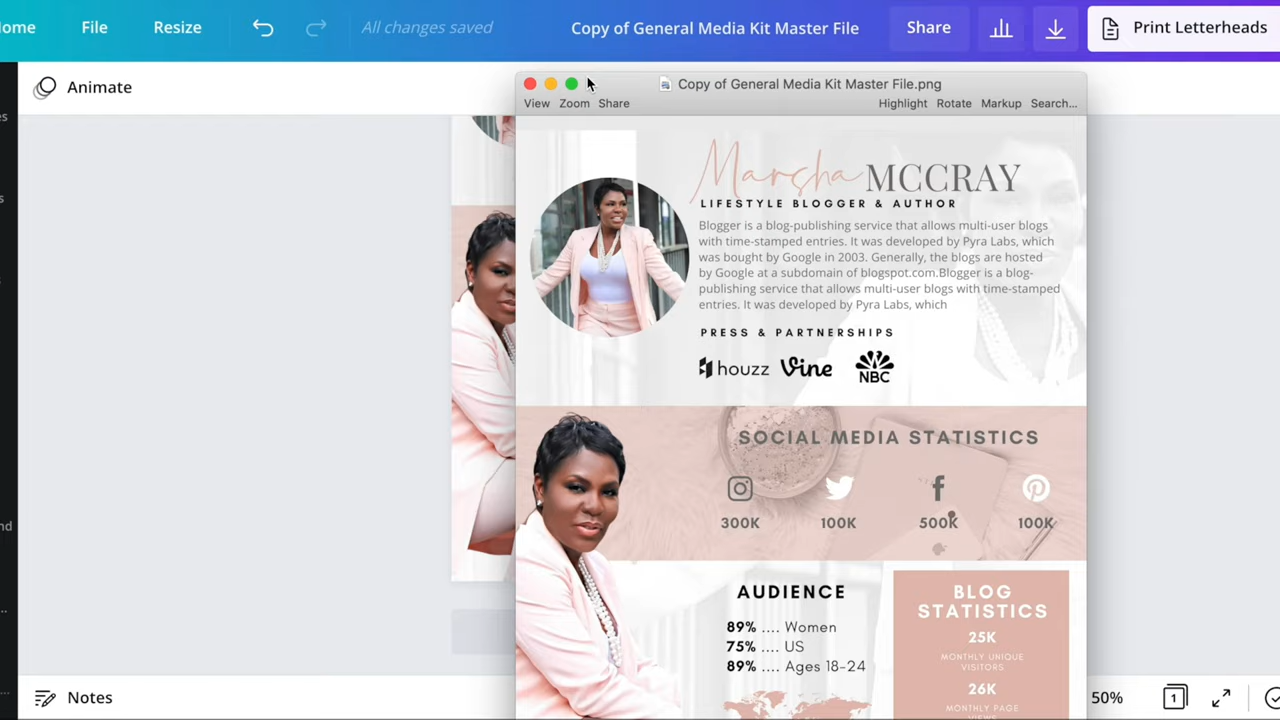 ome File Resize All changes saved Copy of General Media Kit Master File Share Print Letterheads
Animate
Copy of General Media Kit Master File.png
View Zoom Share Highlight Rotate Markup Search...
es
s
nd
Marsha MCCRAY
LIFESTYLE BLOGGER & AUTHOR
Blogger is a blog-publishing service that allows multi-user blogs
with time-stamped entries. It was developed by Pyra Labs, which
was bought by Google in 2003. Generally, the blogs are hosted
by Google at a subdomain of blogspot.com.Blogger is a blog-
publishing service that allows multi-user blogs with time-stamped
entries. It was developed by Pyra Labs, which
PRESS & PARTNERSHIPS
houzz Vine NBC
SOCIAL MEDIA STATISTICS
300K 100K 500K 100K
AUDIENCE
89% .... Women
75% .... US
89% .... Ages 18-24
BLOG
STATISTICS
25K
MONTHLY UNIQUE
VISITORS
26K
MONTHLY PAGE
VIEWS
Notes
50% 1